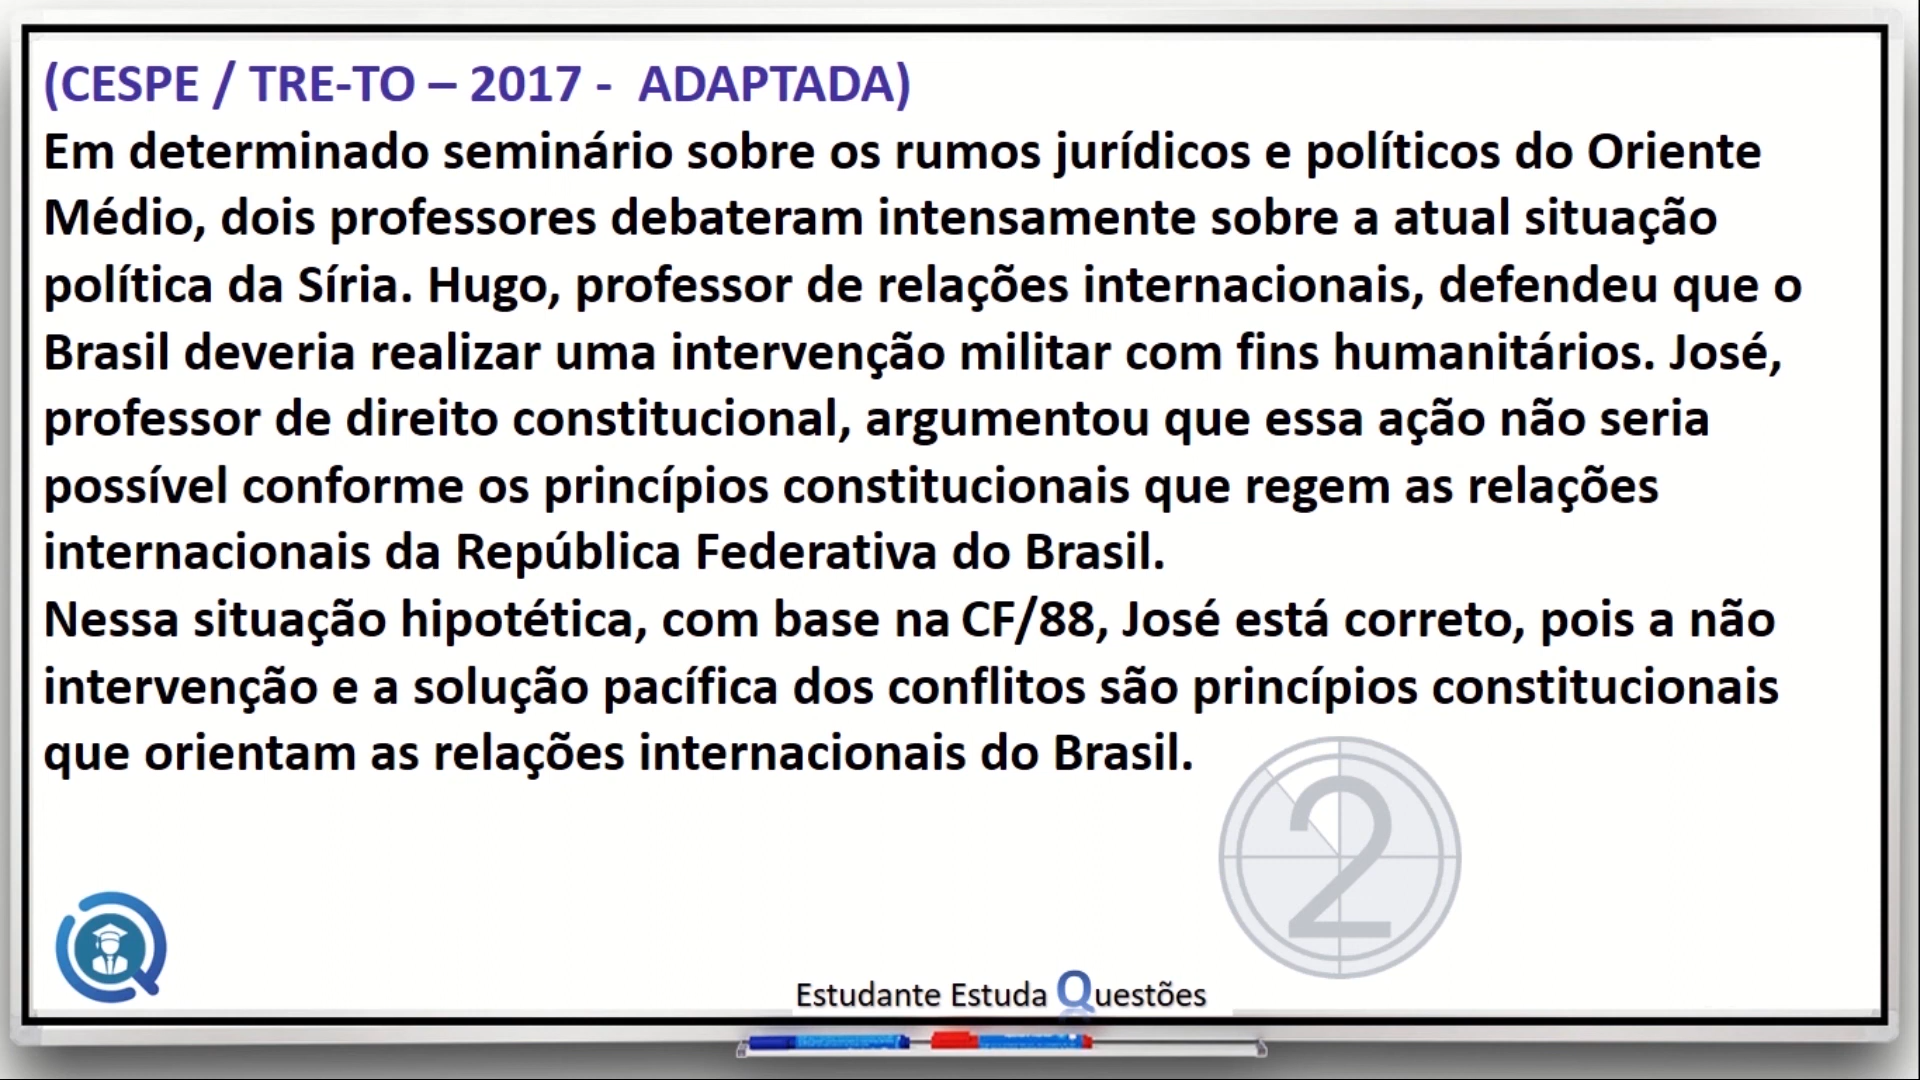 (CESPE / TRE-TO – 2017 - ADAPTADA)
Em determinado seminário sobre os rumos jurídicos e políticos do Oriente
Médio, dois professores debateram intensamente sobre a atual situação
política da Síria. Hugo, professor de relações internacionais, defendeu que o
Brasil deveria realizar uma intervenção militar com fins humanitários. José,
professor de direito constitucional, argumentou que essa ação não seria
possível conforme os princípios constitucionais que regem as relações
internacionais da República Federativa do Brasil.
Nessa situação hipotética, com base na CF/88, José está correto, pois a não
intervenção e a solução pacífica dos conflitos são princípios constitucionais
que orientam as relações internacionais do Brasil.
2
Estudante Estuda Questões